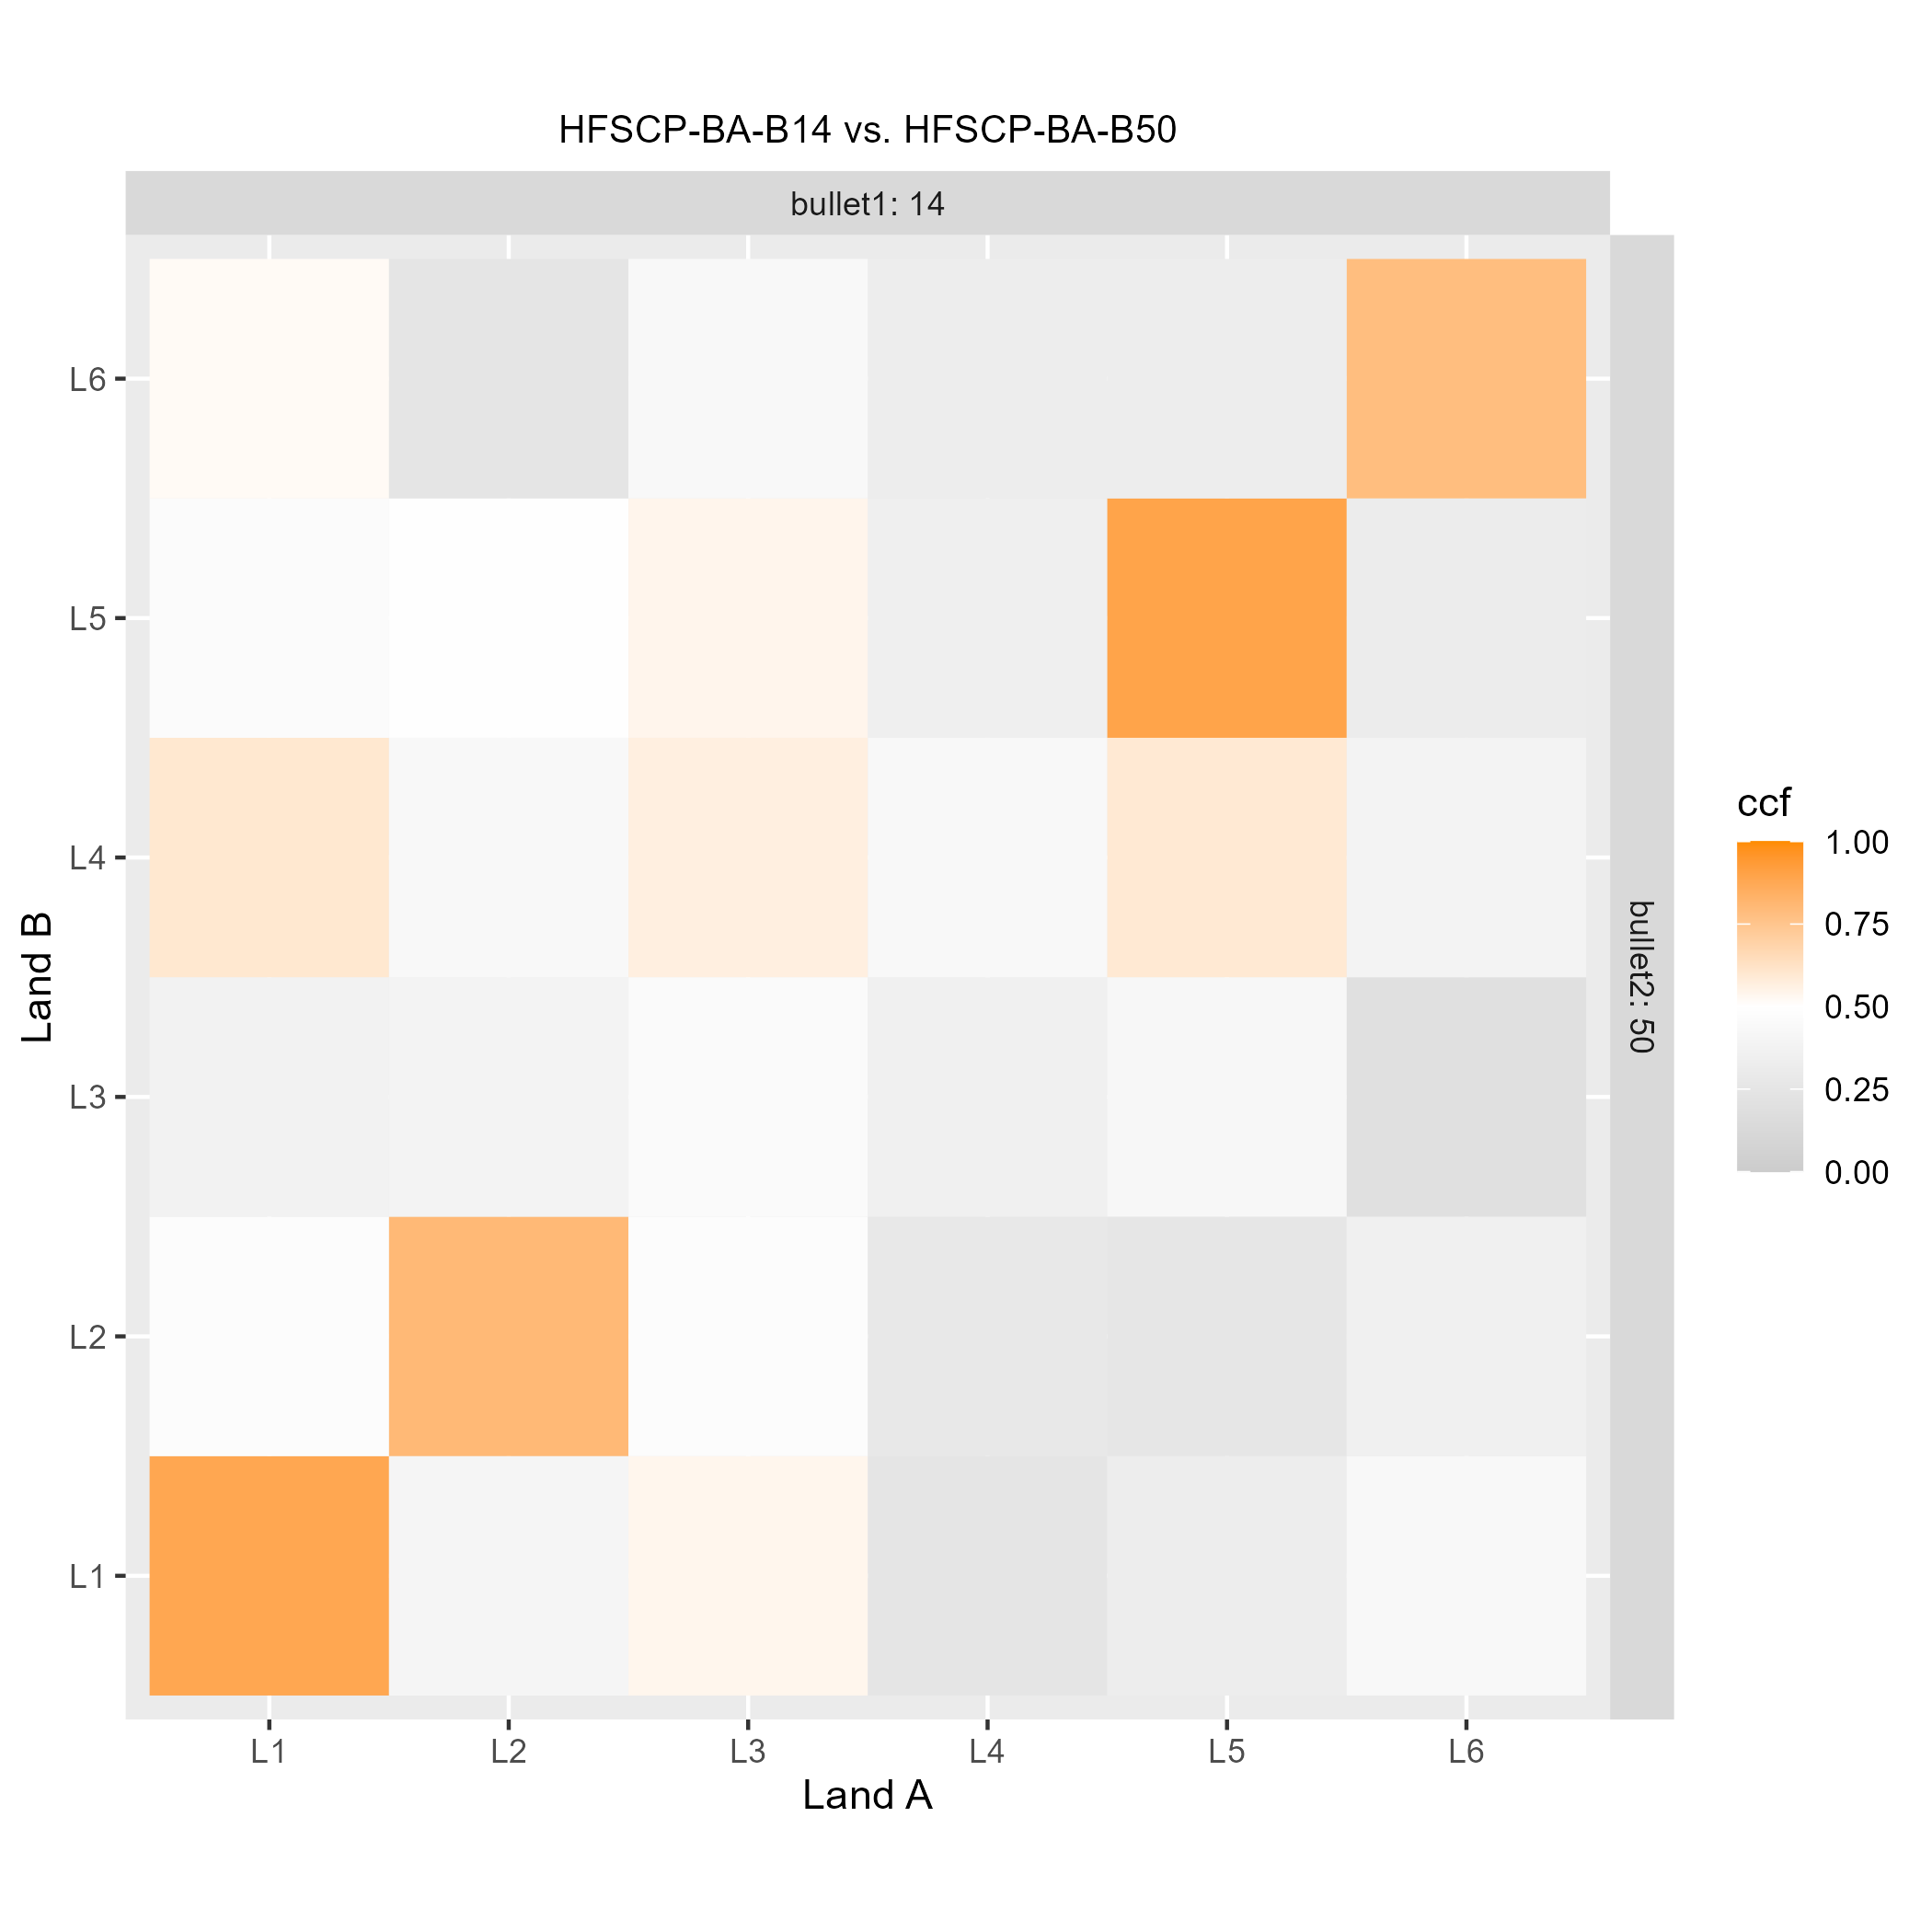 HFSCP-BA-B14 vs. HFSCP-BA-B50
bullet1: 14
L6
L5
L4
L3
L2
L1
Land B
bullet2: 50
ccf
1.00
0.75
0.50
0.25
0.00
L1
L2
L3
L4
L5
L6
Land A